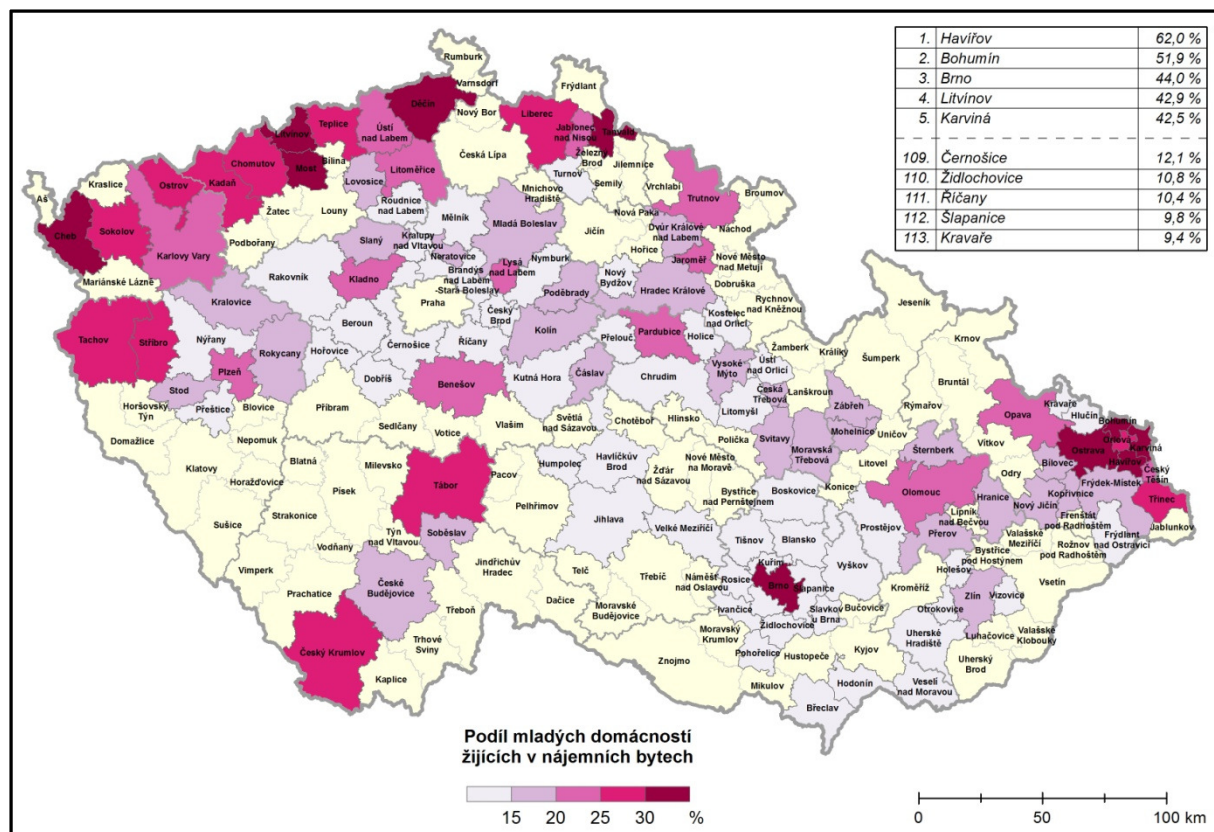 1. Havířov 62,0 %
2. Bohumín 51,9 %
3. Brno 44,0 %
4. Litvínov 42,9 %
5. Karviná 42,5 %
109. Černošice 12,1 %
110. Židlochovice 10,8 %
111. Říčany 10,4 %
112. Šlapanice 9,8 %
113. Kravaře 9,4 %
Rumburk
Varnsdorf
Děčín
Nový Bor
Frýdlant
Liberec
Jablonec
nad Nisou
Tanvald
Železný
Brod
Jilemnice
Semily
Turnov
Vrchlabí
Trutnov
Broumov
Litvínov
Teplice
Ústí
nad Labem
Most
Bílina
Česká Lípa
Chomutov
Kadaň
Ostrov
Kraslice
Aš
Cheb
Sokolov
Karlovy Vary
Mariánské Lázně
Lovosice
Litoměřice
Roudnice
nad Labem
Mělník
Mnichovo
Hradiště
Mladá Boleslav
Jičín
Nová Paka
Hořice
Dvůr Králové
nad Labem
Náchod
Jaroměř
Nové Město
nad Metují
Dobruška
Žatec
Louny
Podbořany
Rakovník
Slaný
Kralupy
nad Vltavou
Neratovice
Kladno
Brandýs
nad Labem
-Stará Boleslav
Lysá
nad Labem
Nymburk
Poděbrady
Nový
Bydžov
Hradec Králové
Rychnov
nad Kněžnou
Kostelec
nad Orlicí
Praha
Český
Brod
Kolín
Pardubice
Přelouč
Holice
Žamberk
Králíky
Jeseník
Tachov
Stříbro
Kralovice
Nýřany
Plzeň
Rokycany
Hořovice
Beroun
Černošice
Říčany
Dobříš
Benešov
Kutná Hora
Čáslav
Chrudim
Vysoké
Mýto
Ústí
nad Orlicí
Česká
Třebová
Lanškroun
Litomyšl
Šumperk
Bruntál
Krnov
Rýmařov
Stod
Přeštice
Blovice
Horšovský
Týn
Domažlice
Nepomuk
Příbram
Sedlčany
Votice
Vlašim
Světlá
nad Sázavou
Chotěboř
Hlinsko
Polička
Svitavy
Moravská
Třebová
Zábřeh
Mohelnice
Uničov
Šternberk
Litovel
Konice
Olomouc
Opava
Kravaře
Hlučín
Bohumín
Orlová
Karviná
Ostrava
Havířov
Český
Těšín
Třinec
Jablunkov
Vítkov
Bílovec
Odry
Frýdek-Místek
Kopřivnice
Nový Jičín
Hranice
Frenštát
pod Radhoštěm
Frýdlant
nad Ostravicí
Lipník
nad Bečvou
Valašské
Meziříčí
Rožnov
pod Radhoštěm
Přerov
Bystřice
pod Hostýnem
Vsetín
Klatovy
Horažďovice
Blatná
Milevsko
Písek
Tábor
Pacov
Pelhřimov
Humpolec
Havlíčkův
Brod
Žďár
nad Sázavou
Nové Město
na Moravě
Bystřice
nad Pernštejnem
Boskovice
Prostějov
Sušice
Strakonice
Vodňany
Týn
nad Vltavou
Soběslav
Jihlava
Velké Meziříčí
Tišnov
Blansko
Vyškov
Kroměříž
Holešov
Zlín
Vizovice
Otrokovice
Vimperk
Prachatice
České
Budějovice
Jindřichův
Hradec
Telč
Třebíč
Náměšť
nad Oslavou
Rosice
Kuřim
Brno
Šlapanice
Slavkov
u Brna
Bučovice
Ivančice
Židlochovice
Kyjov
Uherské
Hradiště
Luhačovice
Valašské
Klobouky
Uherský
Brod
Český Krumlov
Kaplice
Trhové
Sviny
Třeboň
Dačice
Moravské
Budějovice
Moravský
Krumlov
Znojmo
Pohořelice
Hustopeče
Mikulov
Břeclav
Hodonín
Veselí
nad Moravou
Podíl mladých domácností
žijících v nájemních bytech
15 20 25 30 %
0 50 100 km